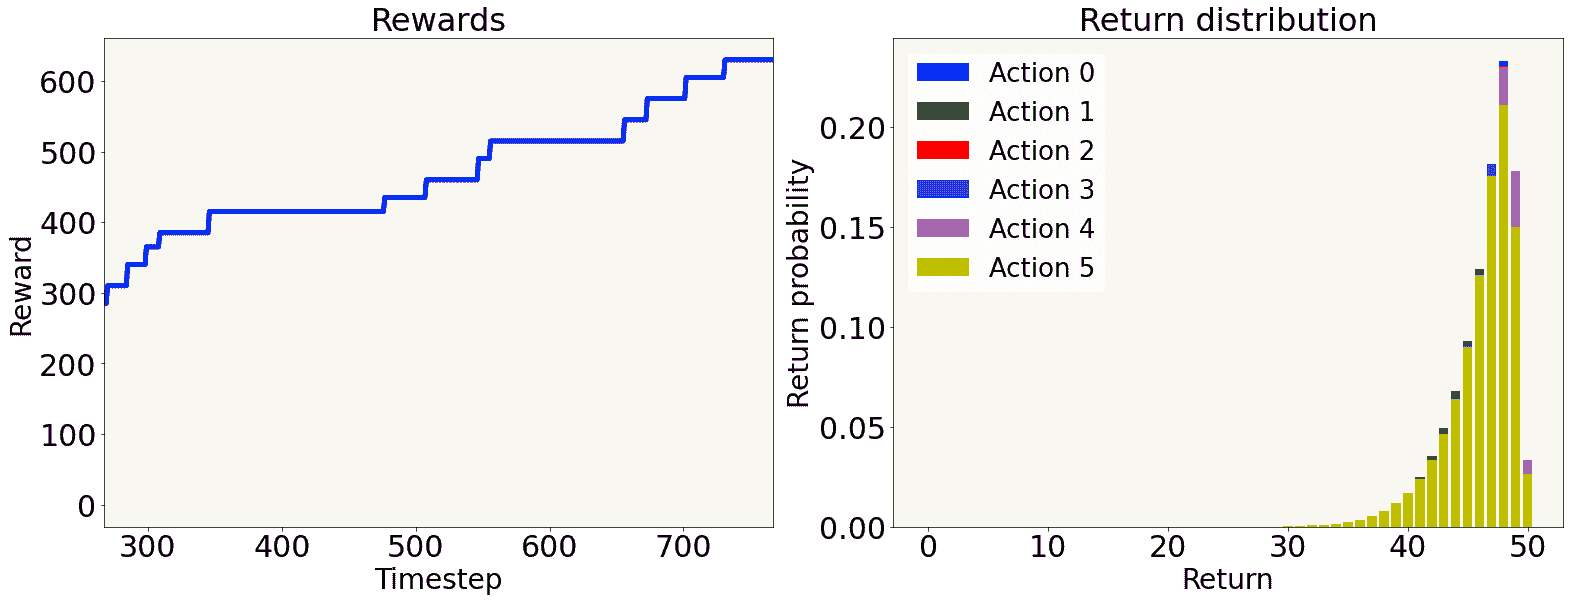 Rewards
Reward
600
500
400
300
200
100
0
300 400 500 600 700
Timestep
Return distribution
Return probability
0.20
0.15
0.10
0.05
0.00
Action 0
Action 1
Action 2
Action 3
Action 4
Action 5
0 10 20 30 40 50
Return